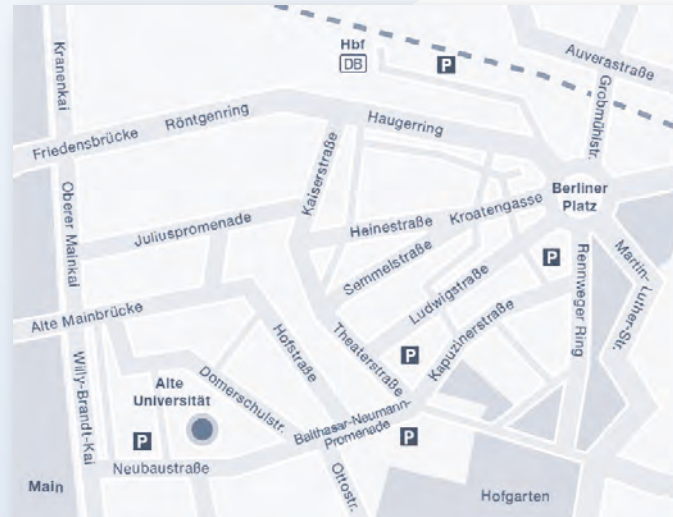 Kranenkai
Hbf
DB
P
Auverastraße
Grobmühlstr.
Friedensbrücke
Röntgenring
Haugerring
Kaiserstraße
Berliner
Platz
Oberer Mainkai
Juliuspromenade
Heinestraße
Kroatengasse
Semmelstraße
Ludwigstraße
P
Rennweger Ring
Martin-Luther-Str.
Alte Mainbrücke
Hofstraße
Theaterstraße
P
Kapuzinerstraße
Willy-Brandt-Kai
Alte
Universität
Domerschulstr.
P
Balthasar-Neumann-
Promenade
P
Neubaustraße
Ottostr.
Main
Hofgarten